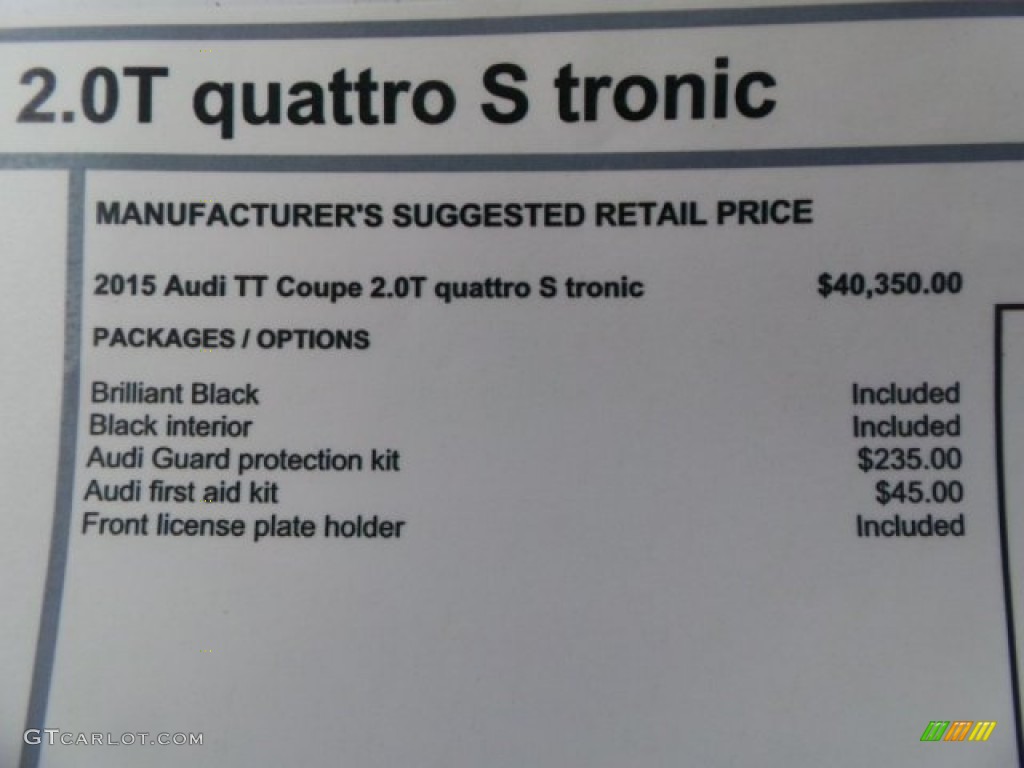 2.0T quattro S tronic
MANUFACTURER'S SUGGESTED RETAIL PRICE
2015 Audi TT Coupe 2.0T quattro S tronic $40,350.00
PACKAGES / OPTIONS
Brilliant Black Included
Black interior Included
Audi Guard protection kit $235.00
Audi first aid kit $45.00
Front license plate holder Included
GTCARLOT.COM